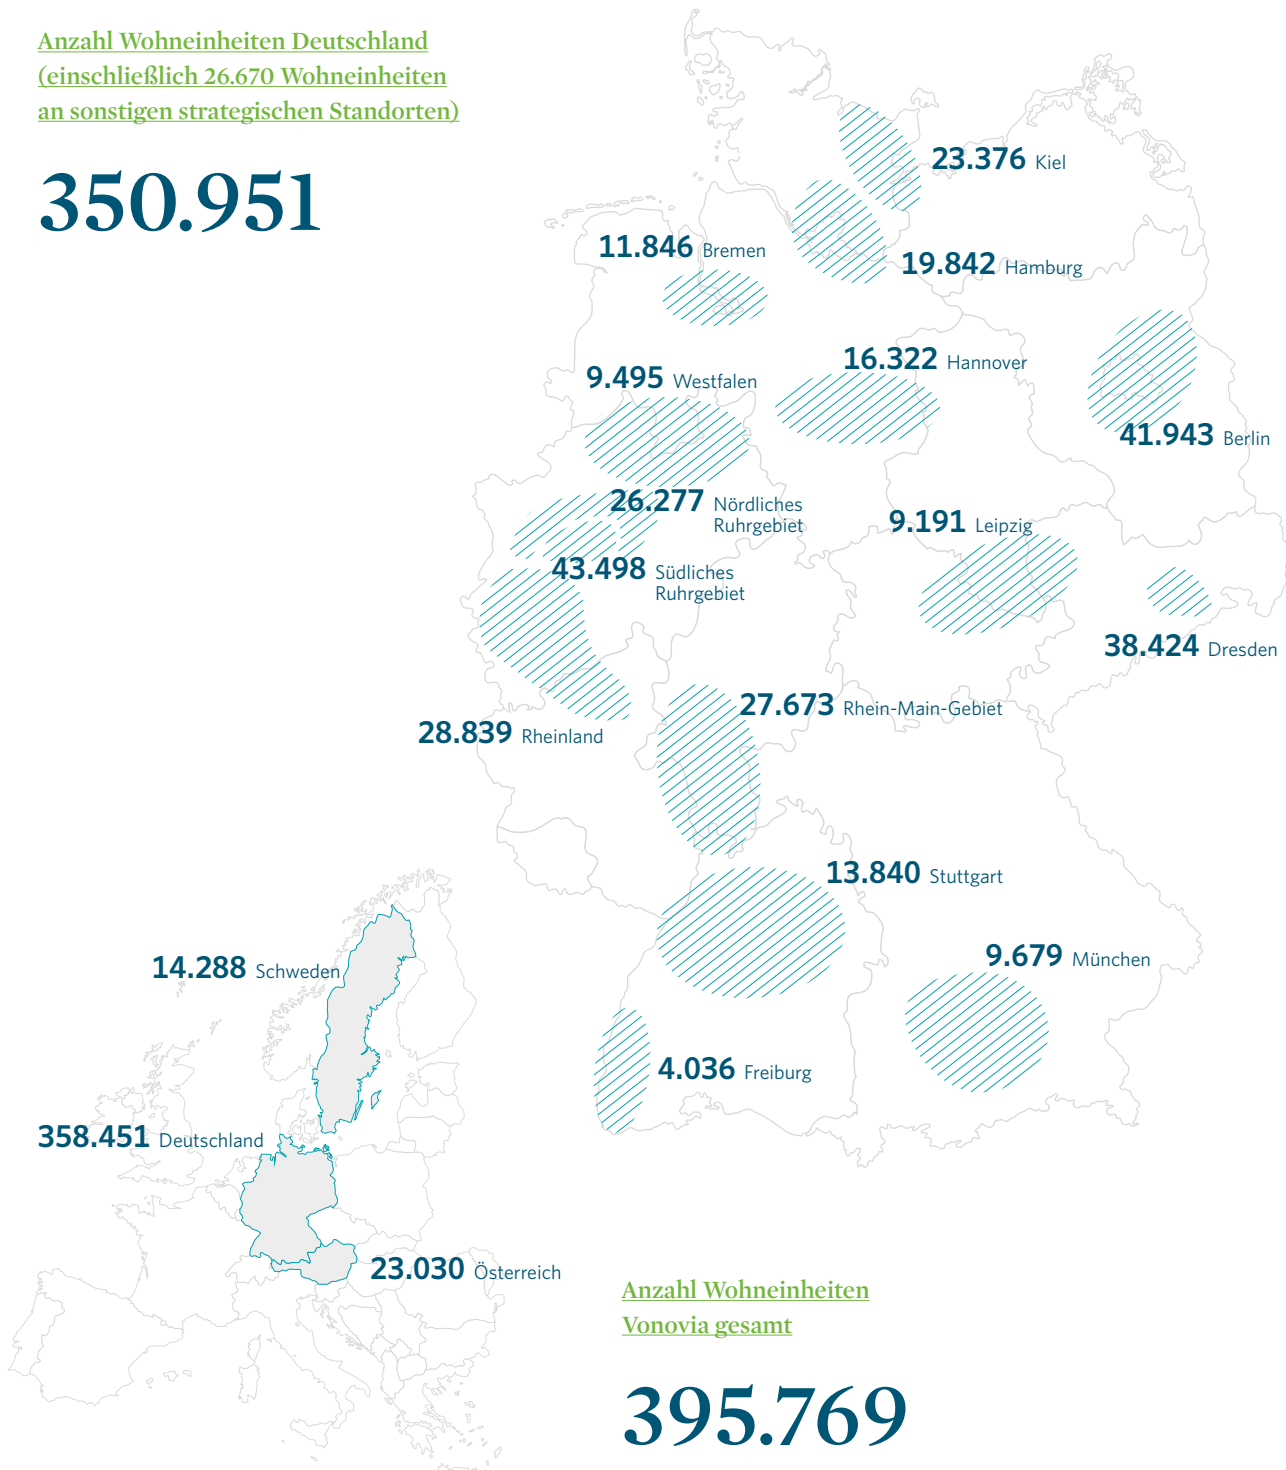 Anzahl Wohneinheiten Deutschland
(einschließlich 26.670 Wohneinheiten
an sonstigen strategischen Standorten)
350.951
23.376 Kiel
11.846 Bremen
19.842 Hamburg
16.322 Hannover
9.495 Westfalen
41.943 Berlin
26.277 Nördliches
Ruhrgebiet
9.191 Leipzig
43.498 Südliches
Ruhrgebiet
38.424 Dresden
27.673 Rhein-Main-Gebiet
28.839 Rheinland
13.840 Stuttgart
9.679 München
4.036 Freiburg
14.288 Schweden
358.451 Deutschland
23.030 Österreich
Anzahl Wohneinheiten
Vonovia gesamt
395.769